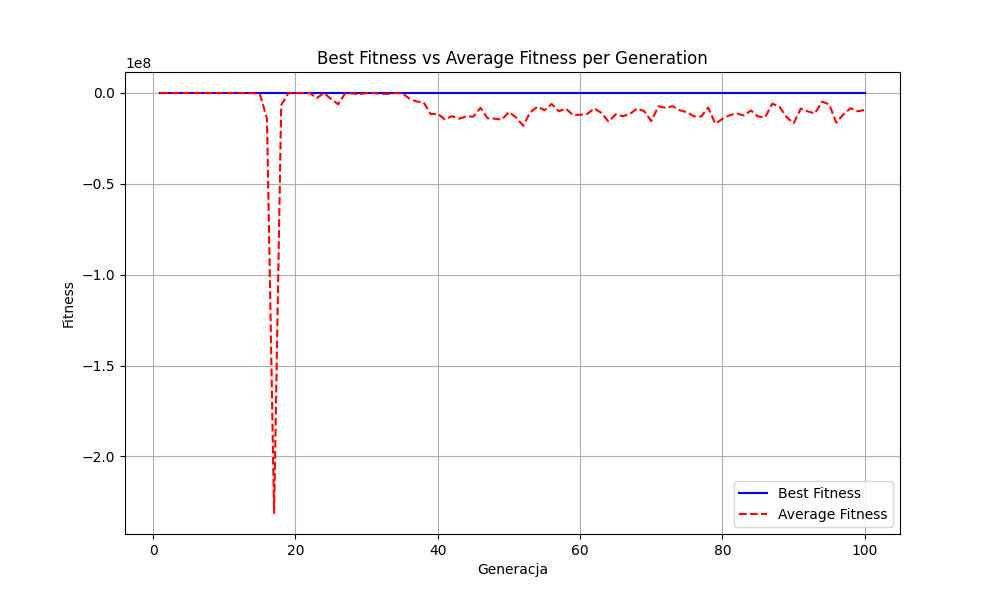 Best Fitness vs Average Fitness per Generation
1e8
0.0
−0.5
−1.0
−1.5
−2.0
Fitness
0 20 40 60 80 100
Generacja
Best Fitness
Average Fitness